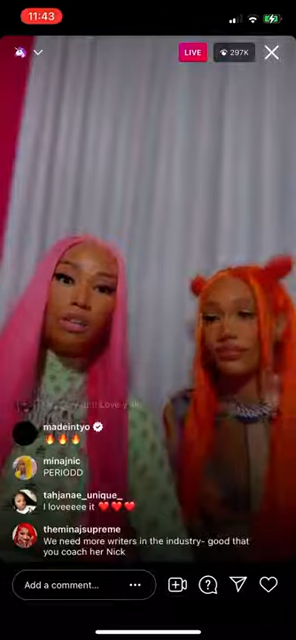 11:43
LIVE
297K
madeintyo
🔥🔥🔥
minajnic
PERIODD
tahjanae_unique_
I loveeeee it ❤️❤️❤️
theminajsupreme
We need more writers in the industry- good that
you coach her Nick
Add a comment...